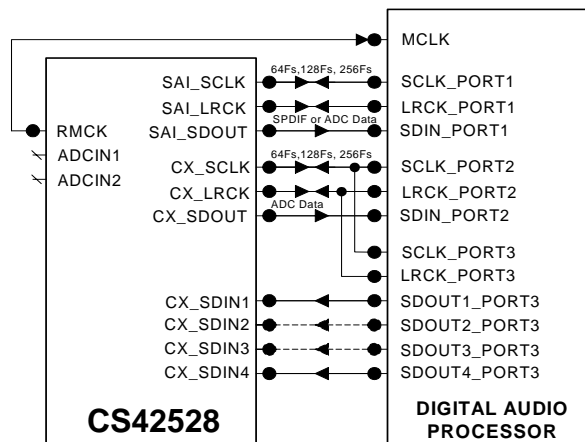 MCLK
64Fs,128Fs, 256Fs
SAI_SCLK
SCLK_PORT1
SAI_LRCK
LRCK_PORT1
SPDIF or ADC Data
RMCK
SAI_SDOUT
SDIN_PORT1
ADCIN1
64Fs,128Fs, 256Fs
CX_SCLK
SCLK_PORT2
ADCIN2
CX_LRCK
LRCK_PORT2
ADC Data
CX_SDOUT
SDIN_PORT2
SCLK_PORT3
LRCK_PORT3
CX_SDIN1
SDOUT1_PORT3
CX_SDIN2
SDOUT2_PORT3
CX_SDIN3
SDOUT3_PORT3
CX_SDIN4
SDOUT4_PORT3
CS42528
DIGITAL AUDIO
PROCESSOR